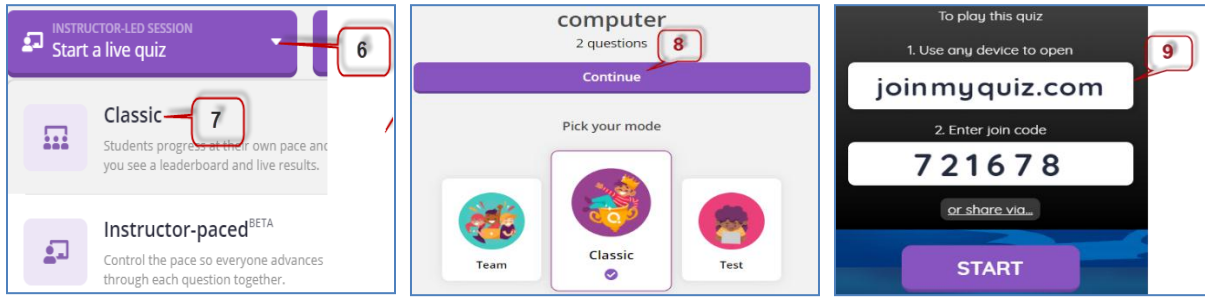 INSTRUCTOR-LED SESSION
Start a live quiz
6
Classic
7
Students progress at their own pace and
you see a leaderboard and live results.
Instructor-paced BETA
Control the pace so everyone advances
through each question together.
computer
2 questions
8
Continue
Pick your mode
Team
Classic
Test
To play this quiz
1. Use any device to open
9
joinmyquiz.com
2. Enter join code
721678
or share via...
START